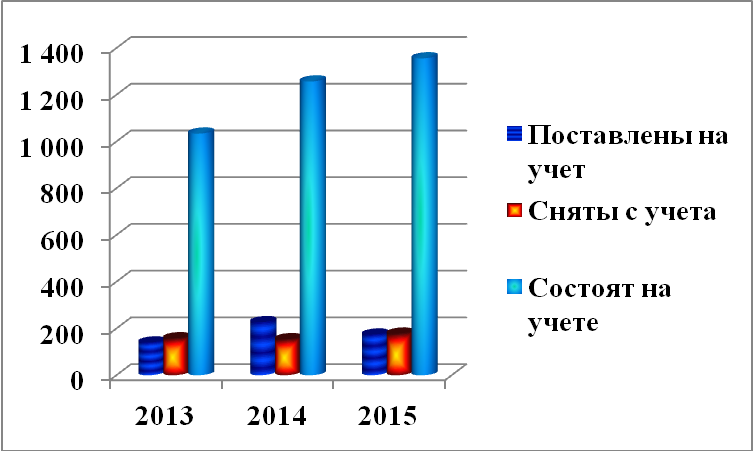 1 400
1 200
1 000
800
600
400
200
0
2013
2014
2015
Поставлены на
учет
Сняты с учета
Состоят на
учете